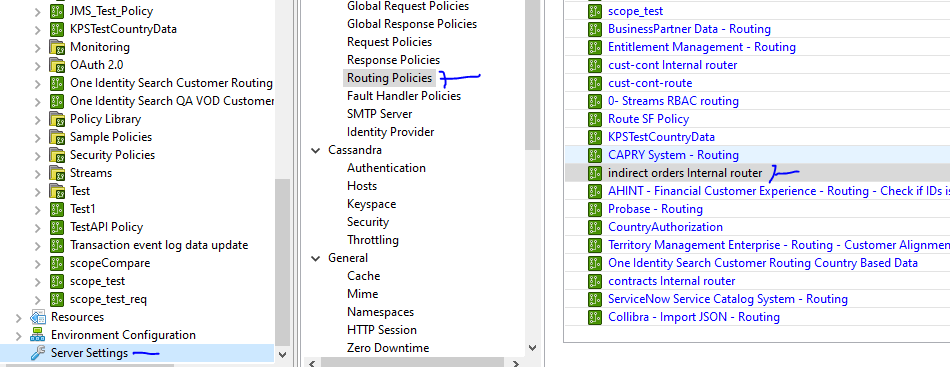 JMS_Test_Policy
KPSTestCountryData
Monitoring
OAuth 2.0
One Identity Search Customer Routing
One Identity Search QA VOD Customer
Policy Library
Sample Policies
Security Policies
Streams
Test
Test1
TestAPI Policy
Transaction event log data update
scopeCompare
scope_test
scope_test_req
Resources
Environment Configuration
Server Settings
Global Request Policies
Global Response Policies
Request Policies
Response Policies
Routing Policies
Fault Handler Policies
SMTP Server
Identity Provider
Cassandra
Authentication
Hosts
Keyspace
Security
Throttling
General
Cache
Mime
Namespaces
HTTP Session
Zero Downtime
scope_test
BusinessPartner Data - Routing
Entitlement Management - Routing
cust-cont Internal router
cust-cont-route
0- Streams RBAC routing
Route SF Policy
KPSTestCountryData
CAPRY System - Routing
indirect orders Internal router
AHINT - Financial Customer Experience - Routing - Check if IDs is
Probase - Routing
CountryAuthorization
Territory Management Enterprise - Routing - Customer Alignmen
One Identity Search Customer Routing Country Based Data
contracts Internal router
ServiceNow Service Catalog System - Routing
Collibra - Import JSON - Routing